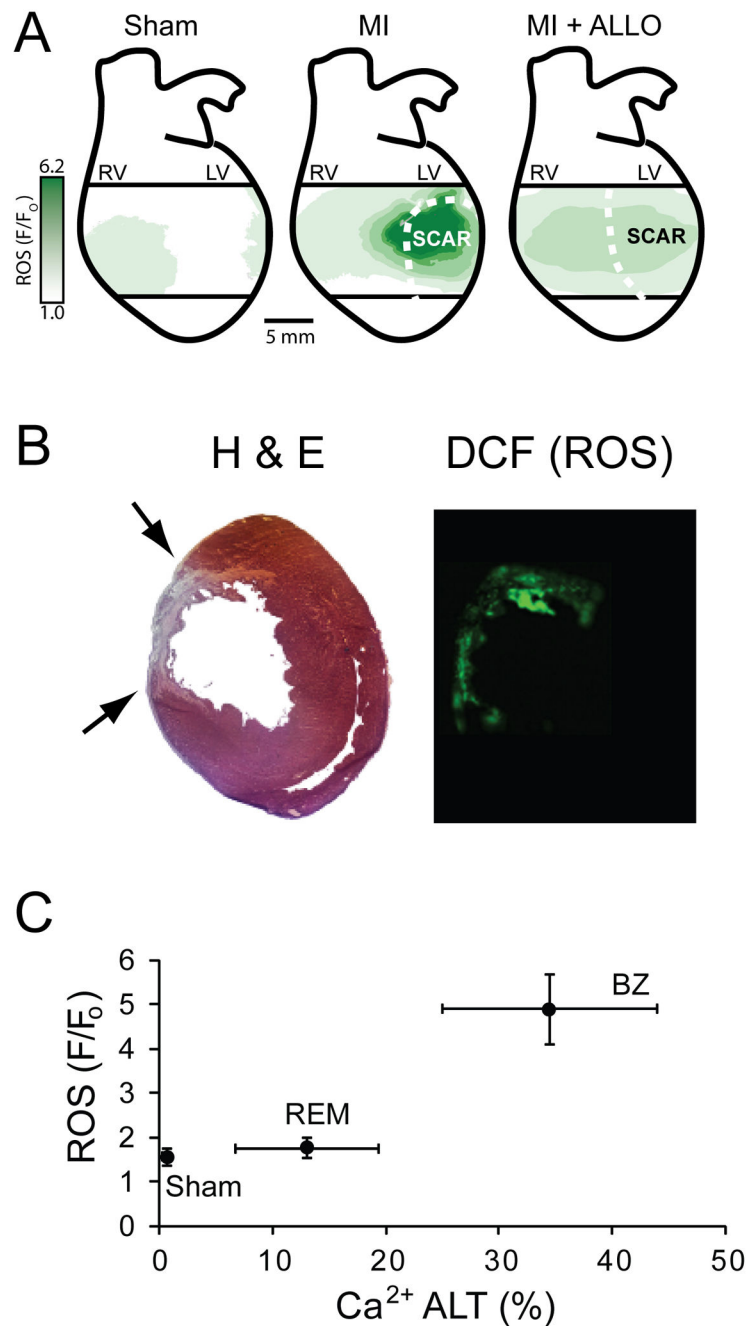 A
Sham MI MI + ALLO
RV LV RV LV RV LV
6.2
ROS (F/Fo)
1.0
SCAR SCAR
5 mm
B
H & E DCF (ROS)
C
6
5
4
3
2
1
0
ROS (F/Fo)
BZ
REM
Sham
0 10 20 30 40 50
Ca²⁺ ALT (%)